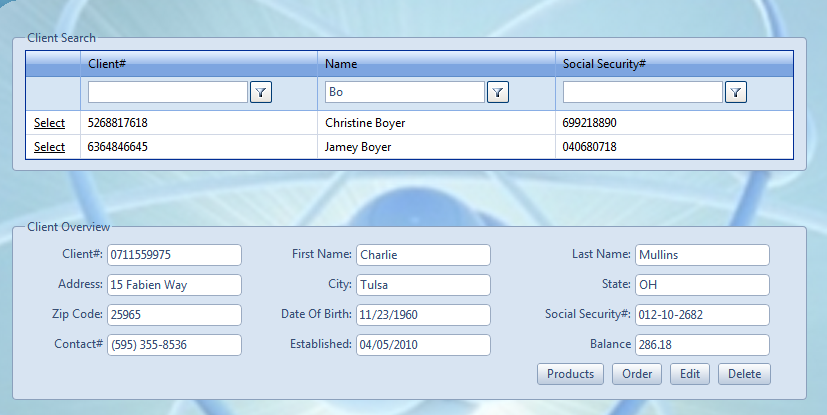 Client Search
Client# Name Social Security#
Bo
Select 5268817618 Christine Boyer 699218890
Select 6364846645 Jamey Boyer 040680718
Client Overview
Client#: 0711559975 First Name: Charlie Last Name: Mullins
Address: 15 Fabien Way City: Tulsa State: OH
Zip Code: 25965 Date Of Birth: 11/23/1960 Social Security#: 012-10-2682
Contact# (595) 355-8536 Established: 04/05/2010 Balance 286.18
Products Order Edit Delete